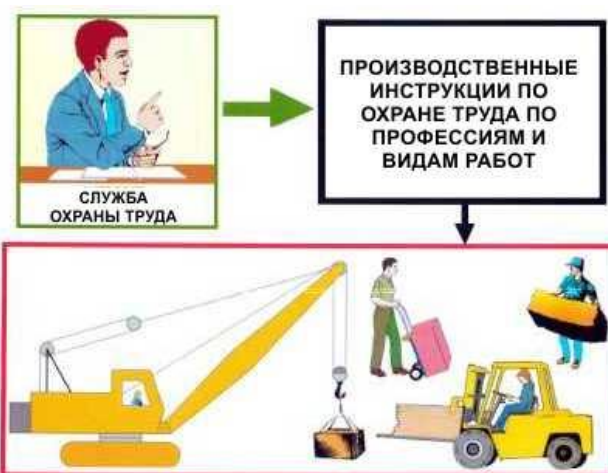 СЛУЖБА
ОХРАНЫ ТРУДА
ПРОИЗВОДСТВЕННЫЕ
ИНСТРУКЦИИ ПО
ОХРАНЕ ТРУДА ПО
ПРОФЕССИЯМ И
ВИДАМ РАБОТ